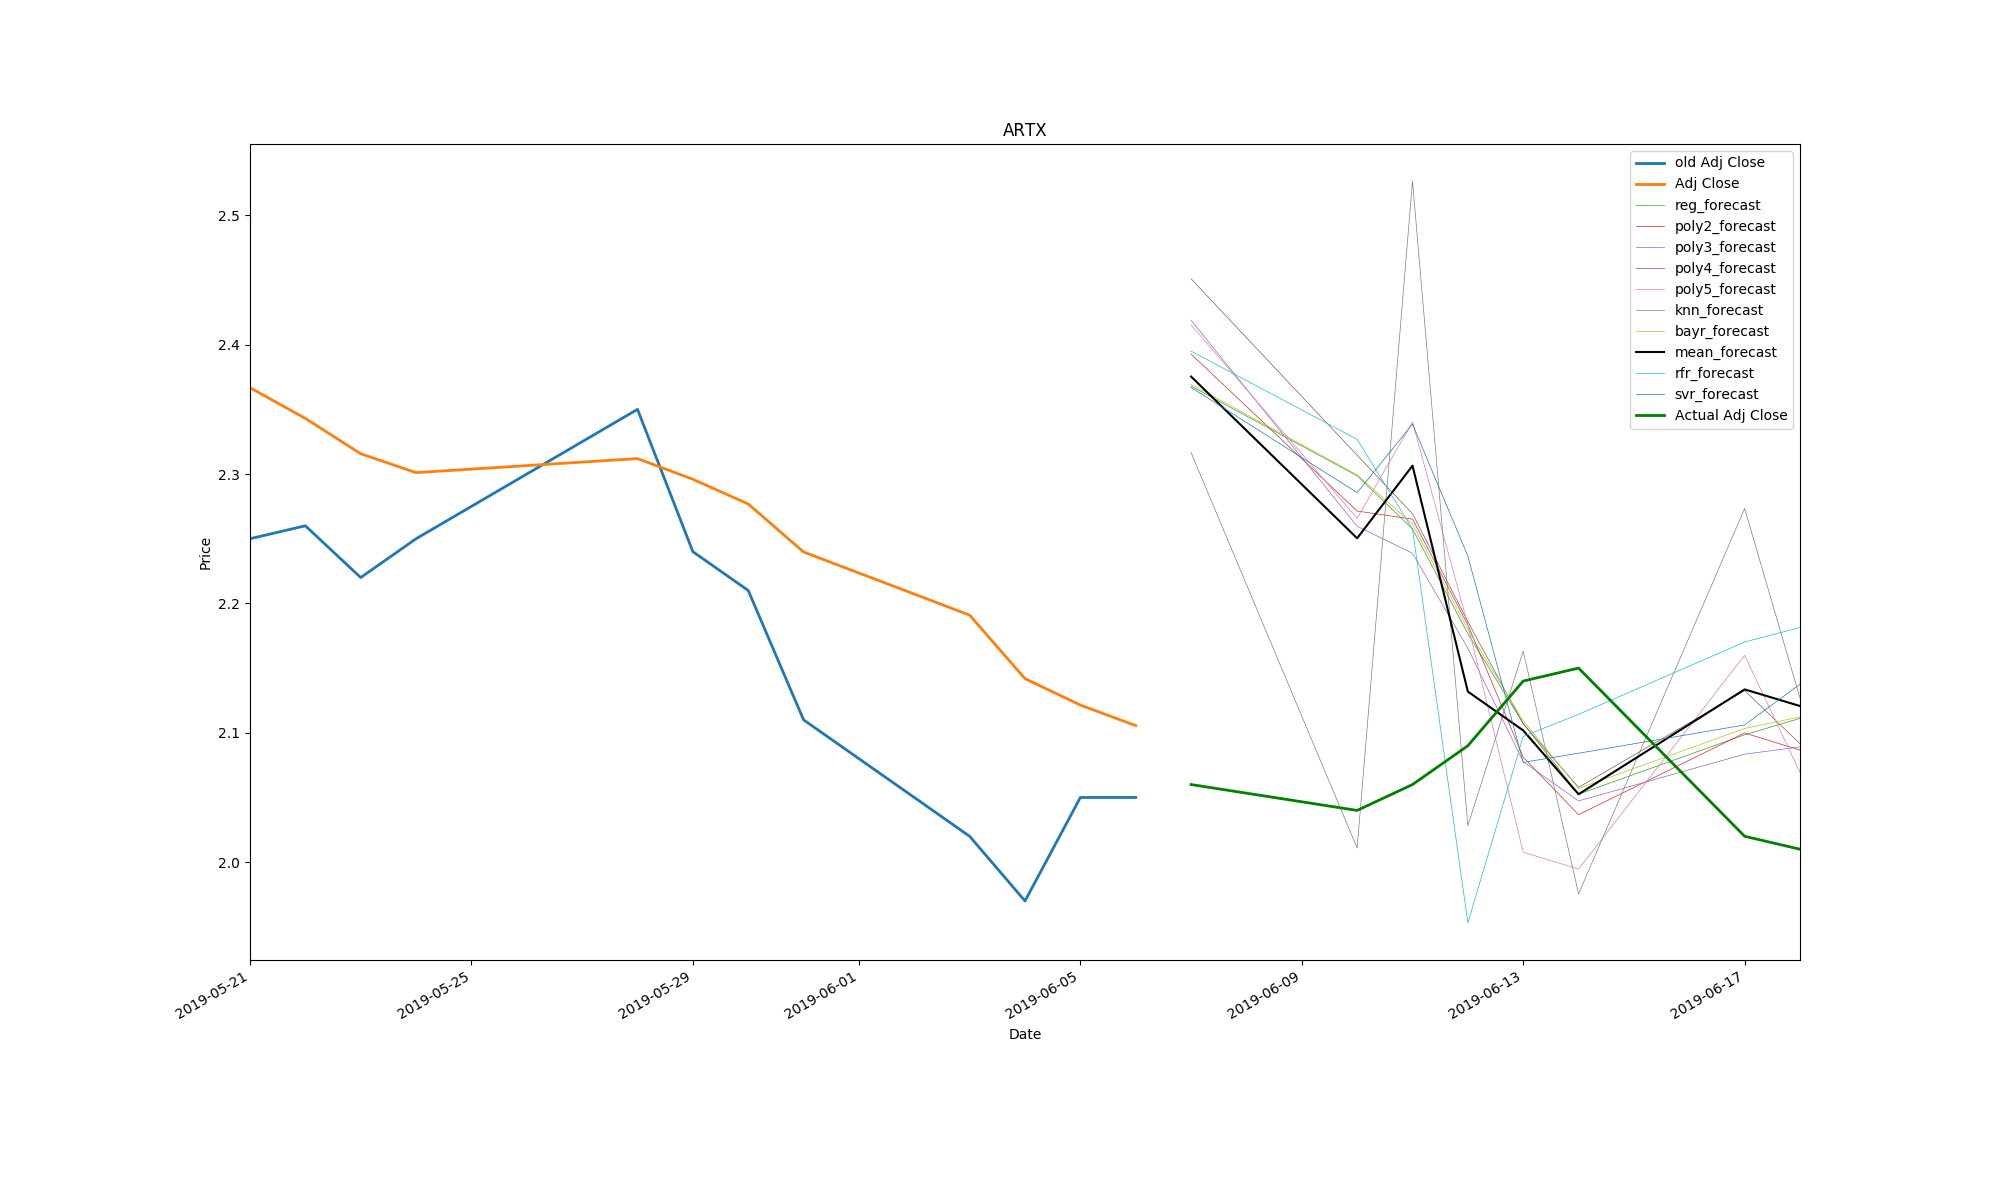 ARTX
old Adj Close
Adj Close
reg_forecast
poly2_forecast
poly3_forecast
poly4_forecast
poly5_forecast
knn_forecast
bayr_forecast
mean_forecast
rfr_forecast
svr_forecast
Actual Adj Close
2.5
2.4
2.3
2.2
2.1
2.0
Price
2019-05-21
2019-05-25
2019-05-29
2019-06-01
2019-06-05
2019-06-09
2019-06-13
2019-06-17
Date